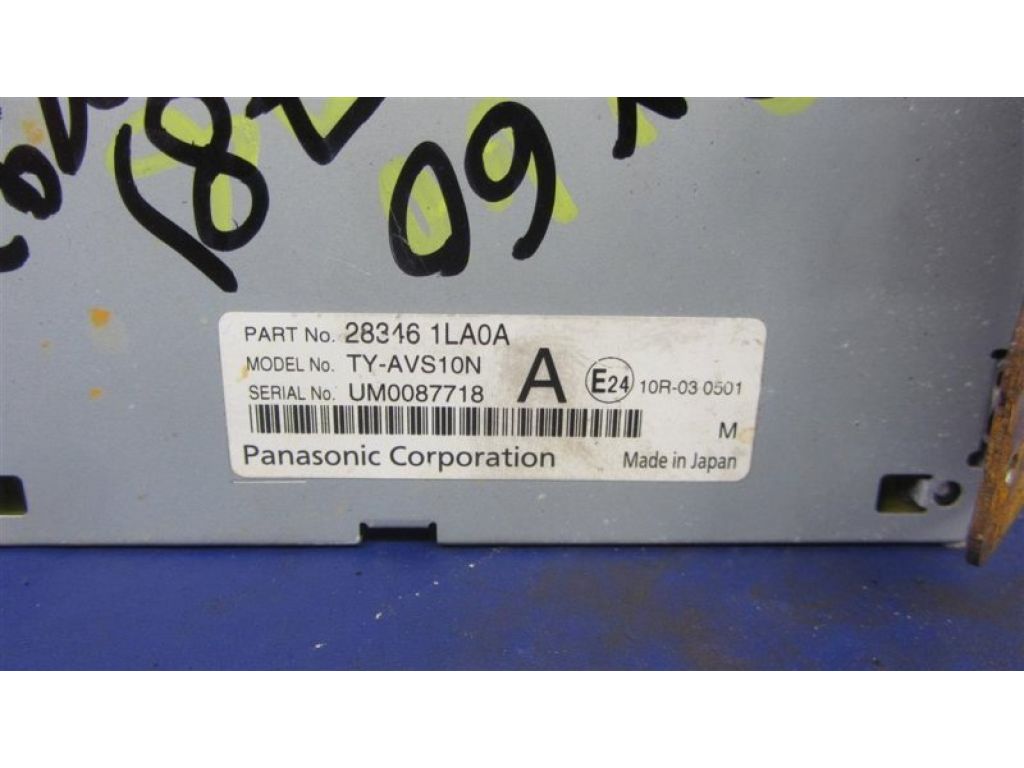 (8Z
09
PART No. 28346 1LA0A
MODEL No. TY-AVS10N
SERIAL No. UM0087718
A
E24 10R-03 0501
M
Panasonic Corporation
Made in Japan